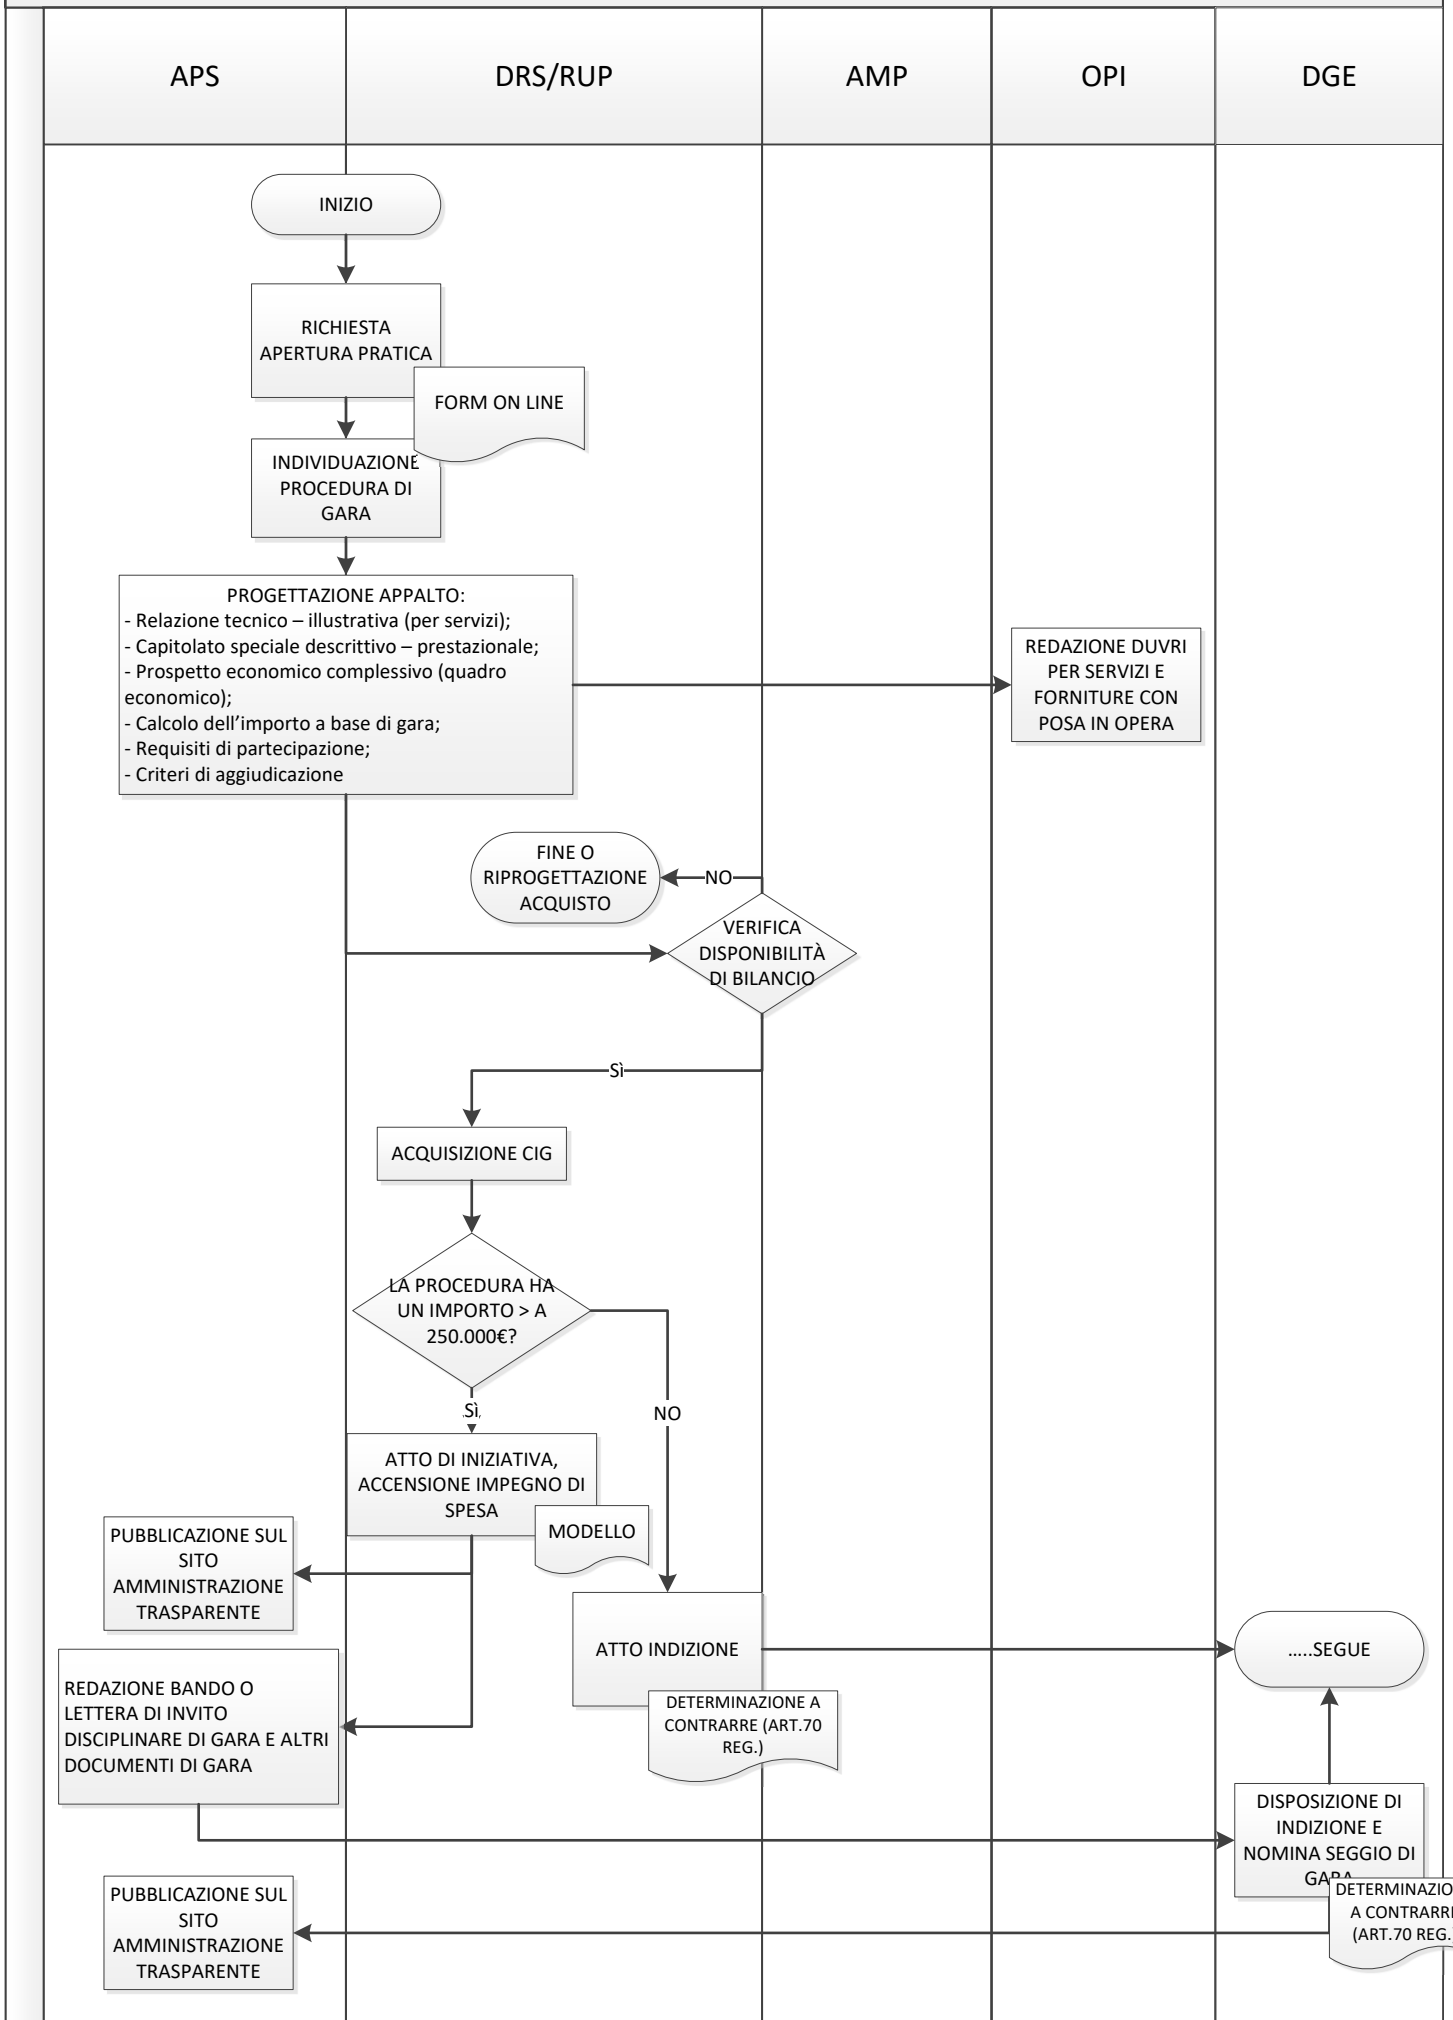 APS
DRS/RUP
AMP
OPI
DGE
INIZIO
RICHIESTA
APERTURA PRATICA
FORM ON LINE
INDIVIDUAZIONE
PROCEDURA DI
GARA
PROGETTAZIONE APPALTO:
- Relazione tecnico – illustrativa (per servizi);
- Capitolato speciale descrittivo – prestazionale;
- Prospetto economico complessivo (quadro
economico);
- Calcolo dell’importo a base di gara;
- Requisiti di partecipazione;
- Criteri di aggiudicazione
REDAZIONE DUVRI
PER SERVIZI E
FORNITURE CON
POSA IN OPERA
FINE O
RIPROGETTAZIONE
ACQUISTO
NO
VERIFICA
DISPONIBILITÀ
DI BILANCIO
Sì
ACQUISIZIONE CIG
LA PROCEDURA HA
UN IMPORTO > A
250.000€?
Sì
NO
ATTO DI INIZIATIVA,
ACCENSIONE IMPEGNO DI
SPESA
MODELLO
PUBBLICAZIONE SUL
SITO
AMMINISTRAZIONE
TRASPARENTE
ATTO INDIZIONE
DETERMINAZIONE A
CONTRARRE (ART.70
REG.)
…..SEGUE
REDAZIONE BANDO O
LETTERA DI INVITO
DISCIPLINARE DI GARA E ALTRI
DOCUMENTI DI GARA
DISPOSIZIONE DI
INDIZIONE E
NOMINA SEGGIO DI
GARA
DETERMINAZIO
A CONTRARR
(ART.70 REG.
PUBBLICAZIONE SUL
SITO
AMMINISTRAZIONE
TRASPARENTE